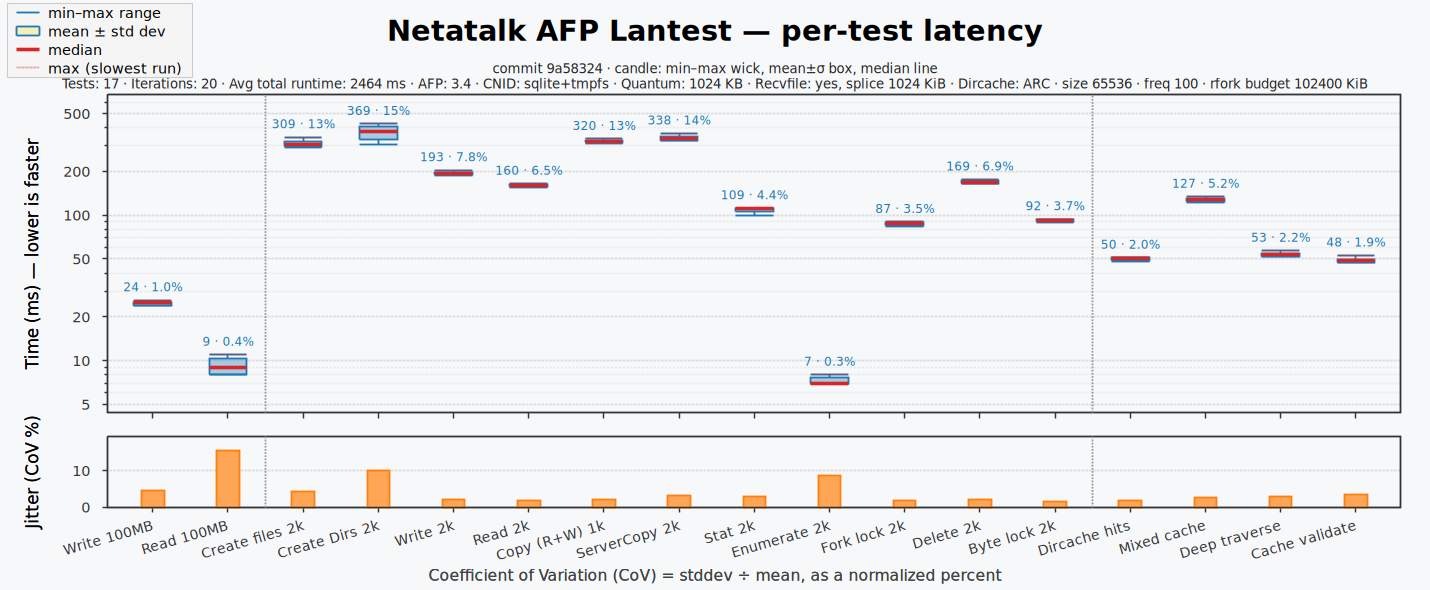 min–max range
mean ± std dev
median
max (slowest run)
Netatalk AFP Lantest — per-test latency
commit 9a58324 · candle: min–max wick, mean±σ box, median line
Tests: 17 · Iterations: 20 · Avg total runtime: 2464 ms · AFP: 3.4 · CNID: sqlite+tmpfs · Quantum: 1024 KB · Recvfile: yes, splice 1024 KiB · Dircache: ARC · size 65536 · freq 100 · rfork budget 102400 KiB
Time (ms) — lower is faster
500
200
100
50
20
10
5
24 · 1.0%
9 · 0.4%
309 · 13%
369 · 15%
193 · 7.8%
160 · 6.5%
320 · 13%
338 · 14%
109 · 4.4%
7 · 0.3%
87 · 3.5%
169 · 6.9%
92 · 3.7%
50 · 2.0%
127 · 5.2%
53 · 2.2%
48 · 1.9%
Jitter (CoV %)
10
0
Write 100MB
Read 100MB
Create files 2k
Create Dirs 2k
Write 2k
Read 2k
Copy (R+W) 1k
ServerCopy 2k
Stat 2k
Enumerate 2k
Fork lock 2k
Delete 2k
Byte lock 2k
Dircache hits
Mixed cache
Deep traverse
Cache validate
Coefficient of Variation (CoV) = stddev ÷ mean, as a normalized percent